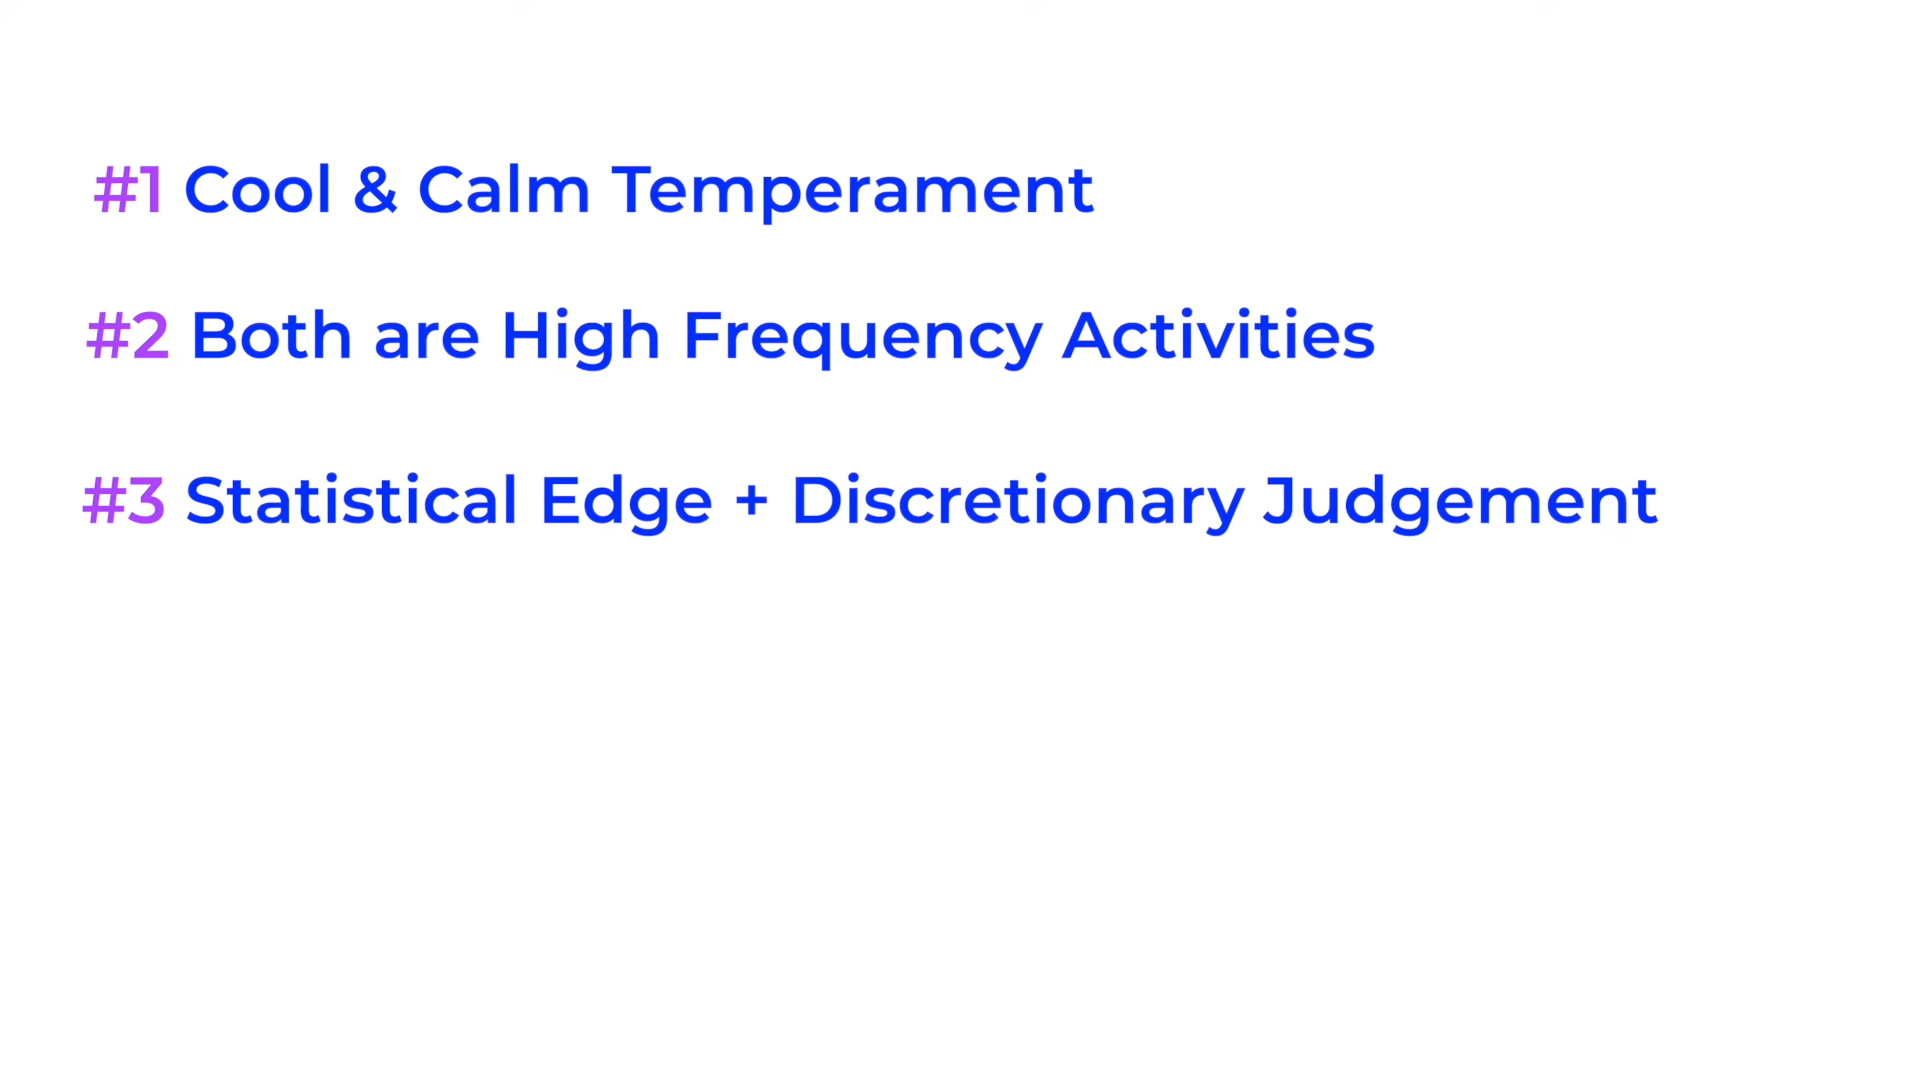 #1 Cool & Calm Temperament
#2 Both are High Frequency Activities
#3 Statistical Edge + Discretionary Judgement